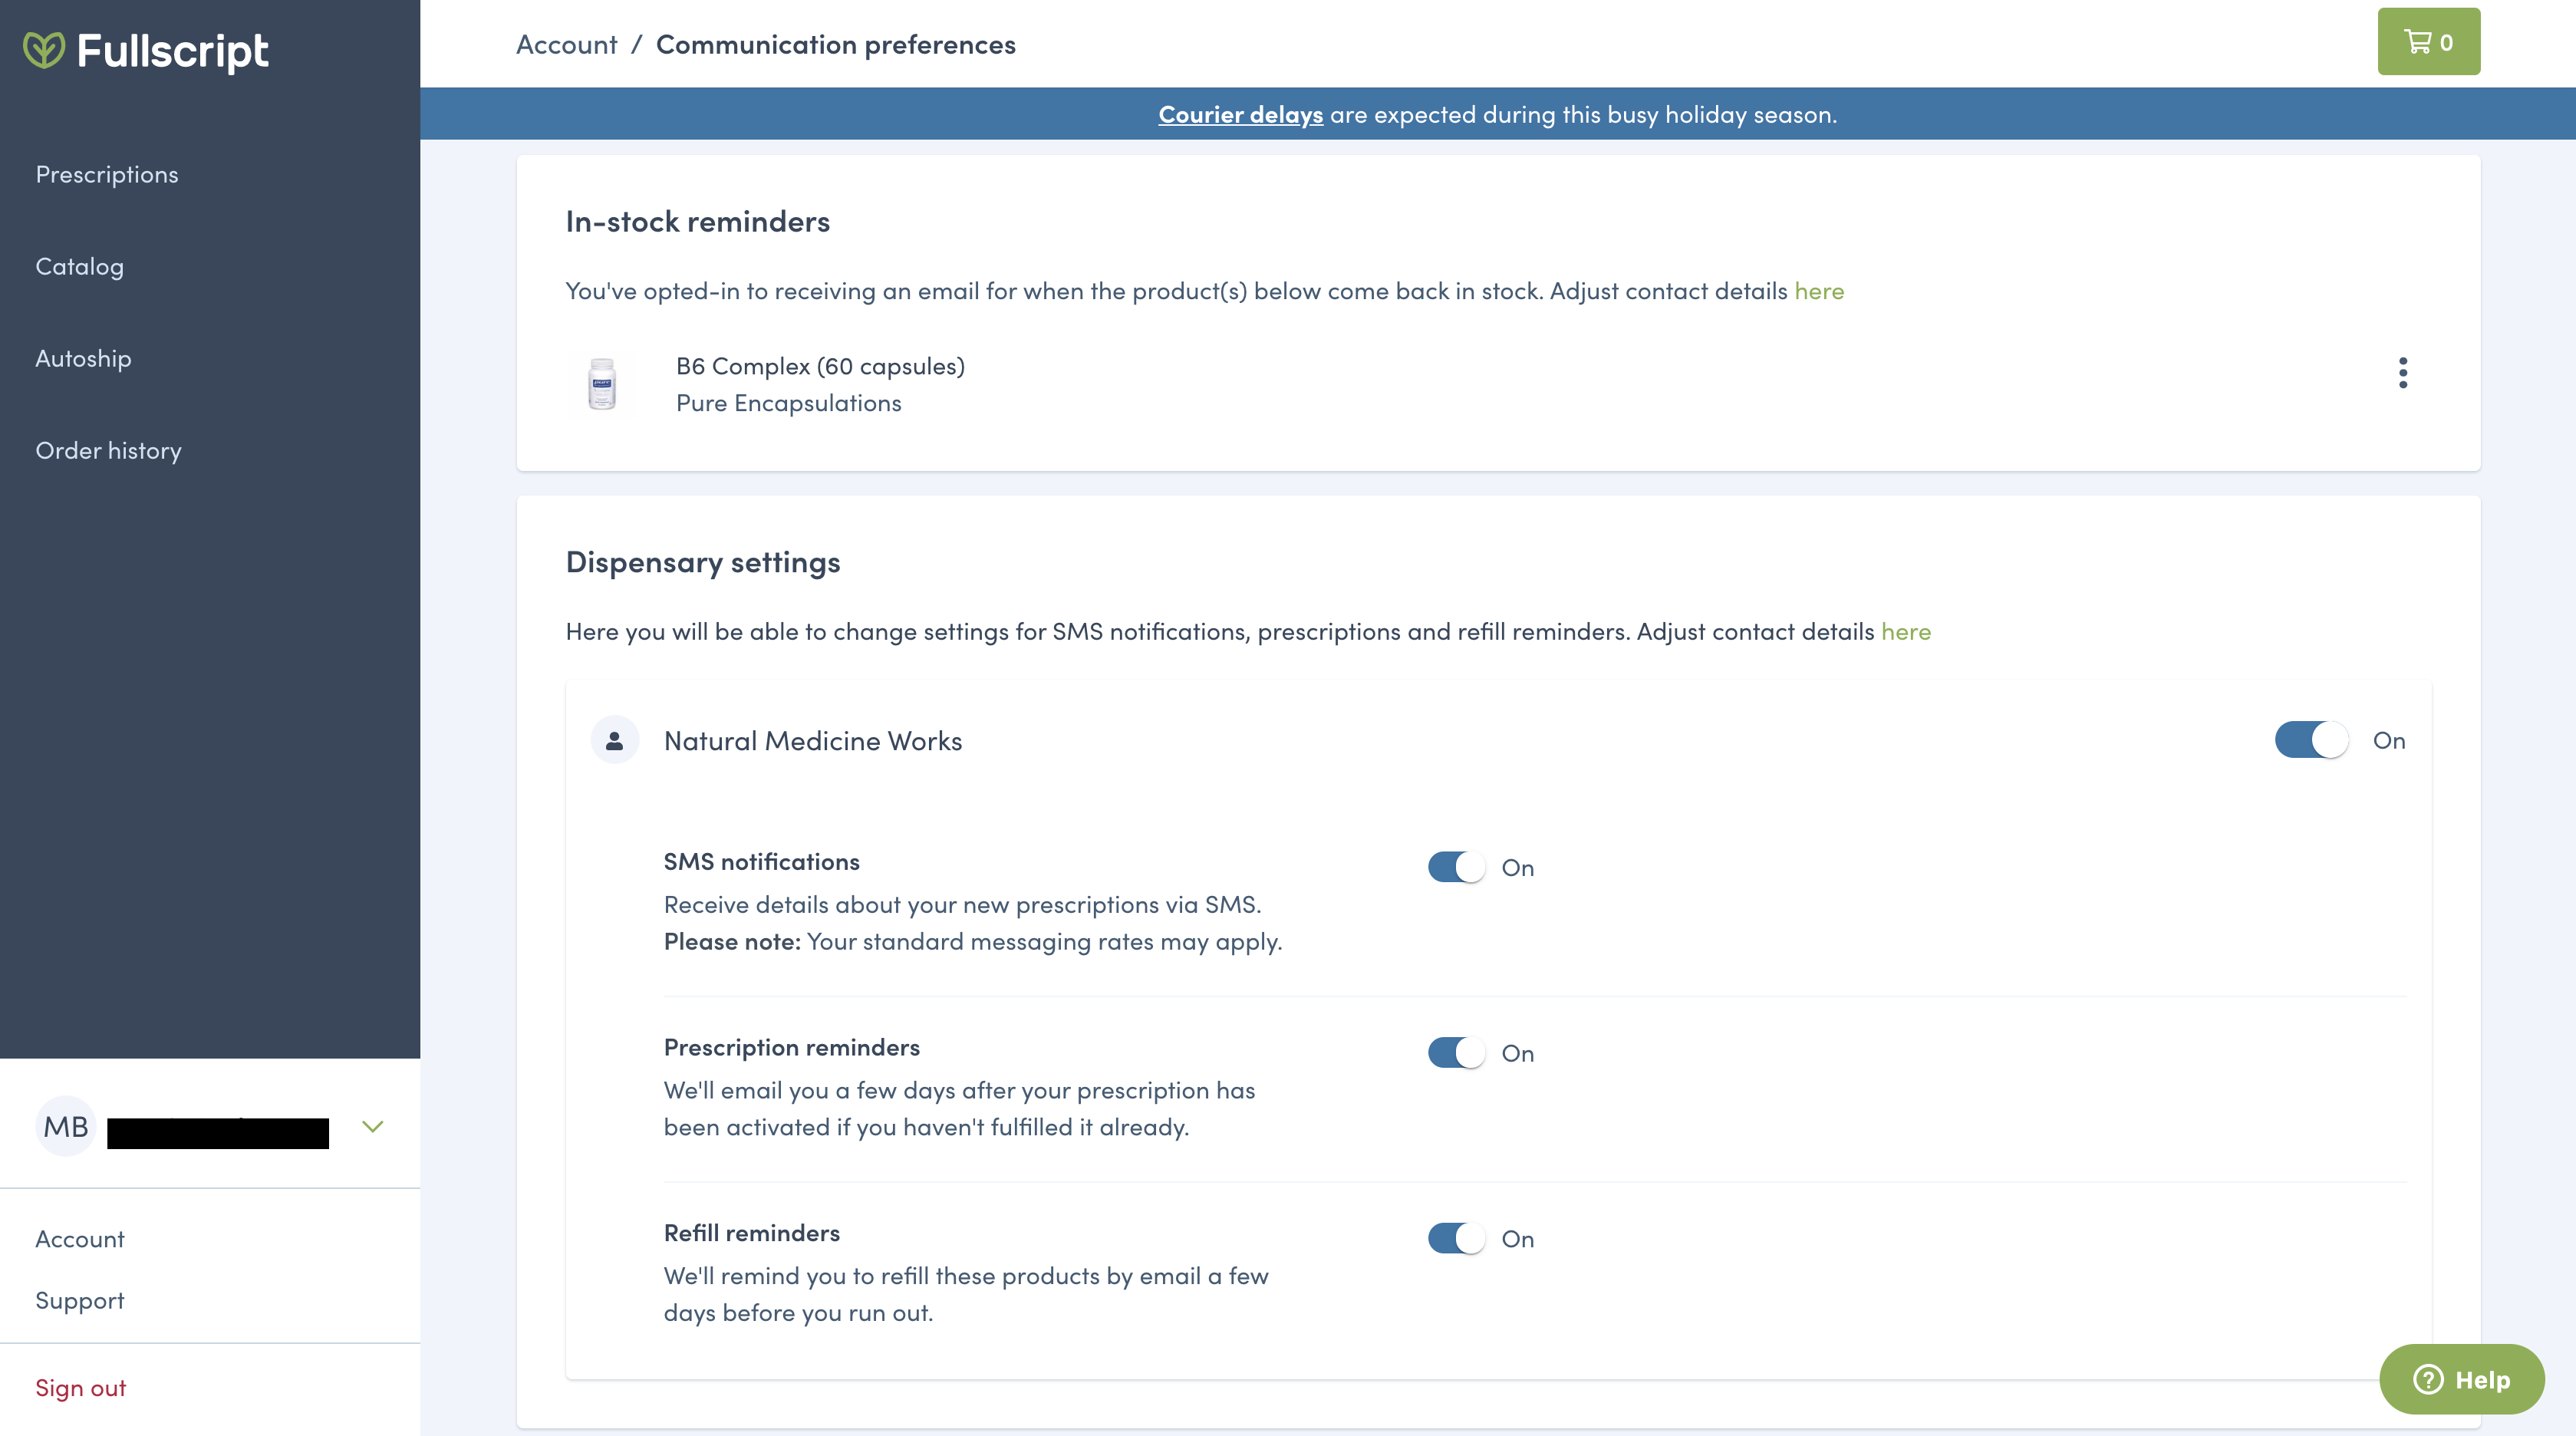 Fullscript
Prescriptions
Catalog
Autoship
Order history
MB
Account
Support
Sign out
Account / Communication preferences
0
Courier delays are expected during this busy holiday season.
In-stock reminders
You've opted-in to receiving an email for when the product(s) below come back in stock. Adjust contact details here
B6 Complex (60 capsules)
Pure Encapsulations
Dispensary settings
Here you will be able to change settings for SMS notifications, prescriptions and refill reminders. Adjust contact details here
Natural Medicine Works
On
SMS notifications
On
Receive details about your new prescriptions via SMS.
Please note: Your standard messaging rates may apply.
Prescription reminders
On
We'll email you a few days after your prescription has
been activated if you haven't fulfilled it already.
Refill reminders
On
We'll remind you to refill these products by email a few
days before you run out.
Help